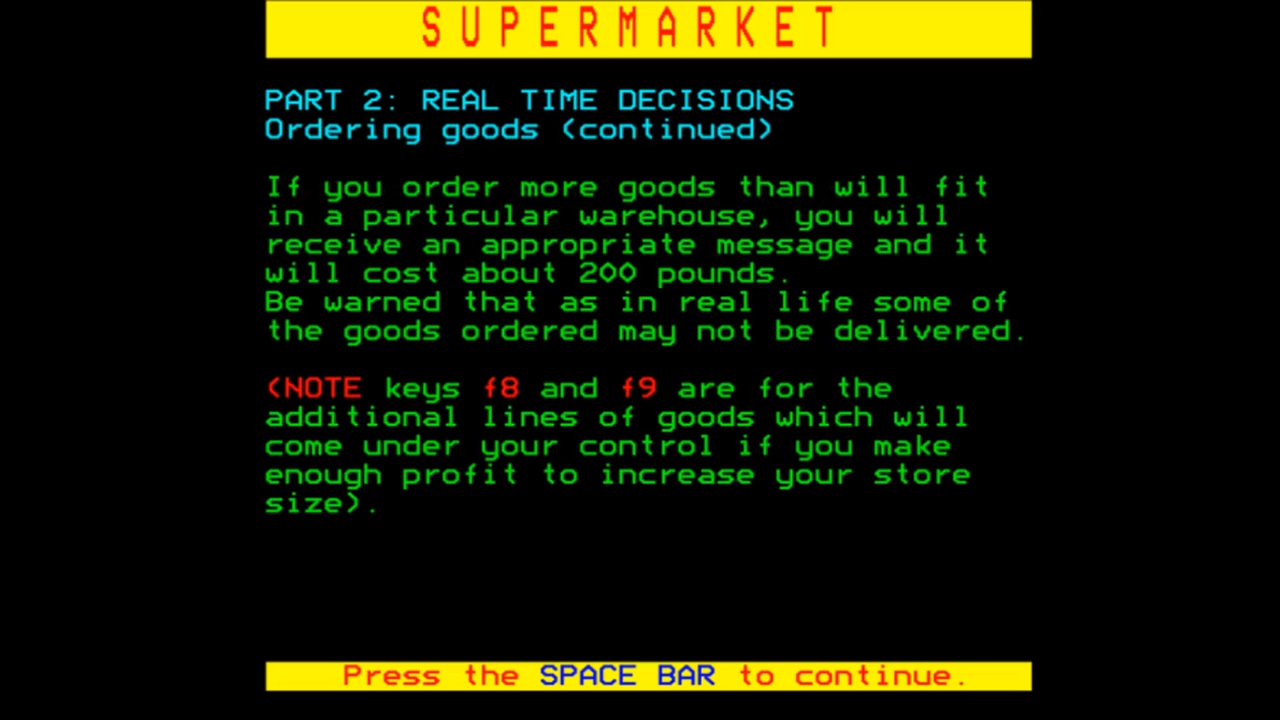 SUPERMARKET
PART 2: REAL TIME DECISIONS
Ordering goods (continued)
If you order more goods than will fit
in a particular warehouse, you will
receive an appropriate message and it
will cost about 200 pounds.
Be warned that as in real life some of
the goods ordered may not be delivered.
(NOTE keys f8 and f9 are for the
additional lines of goods which will
come under your control if you make
enough profit to increase your store
size).
Press the SPACE BAR to continue.